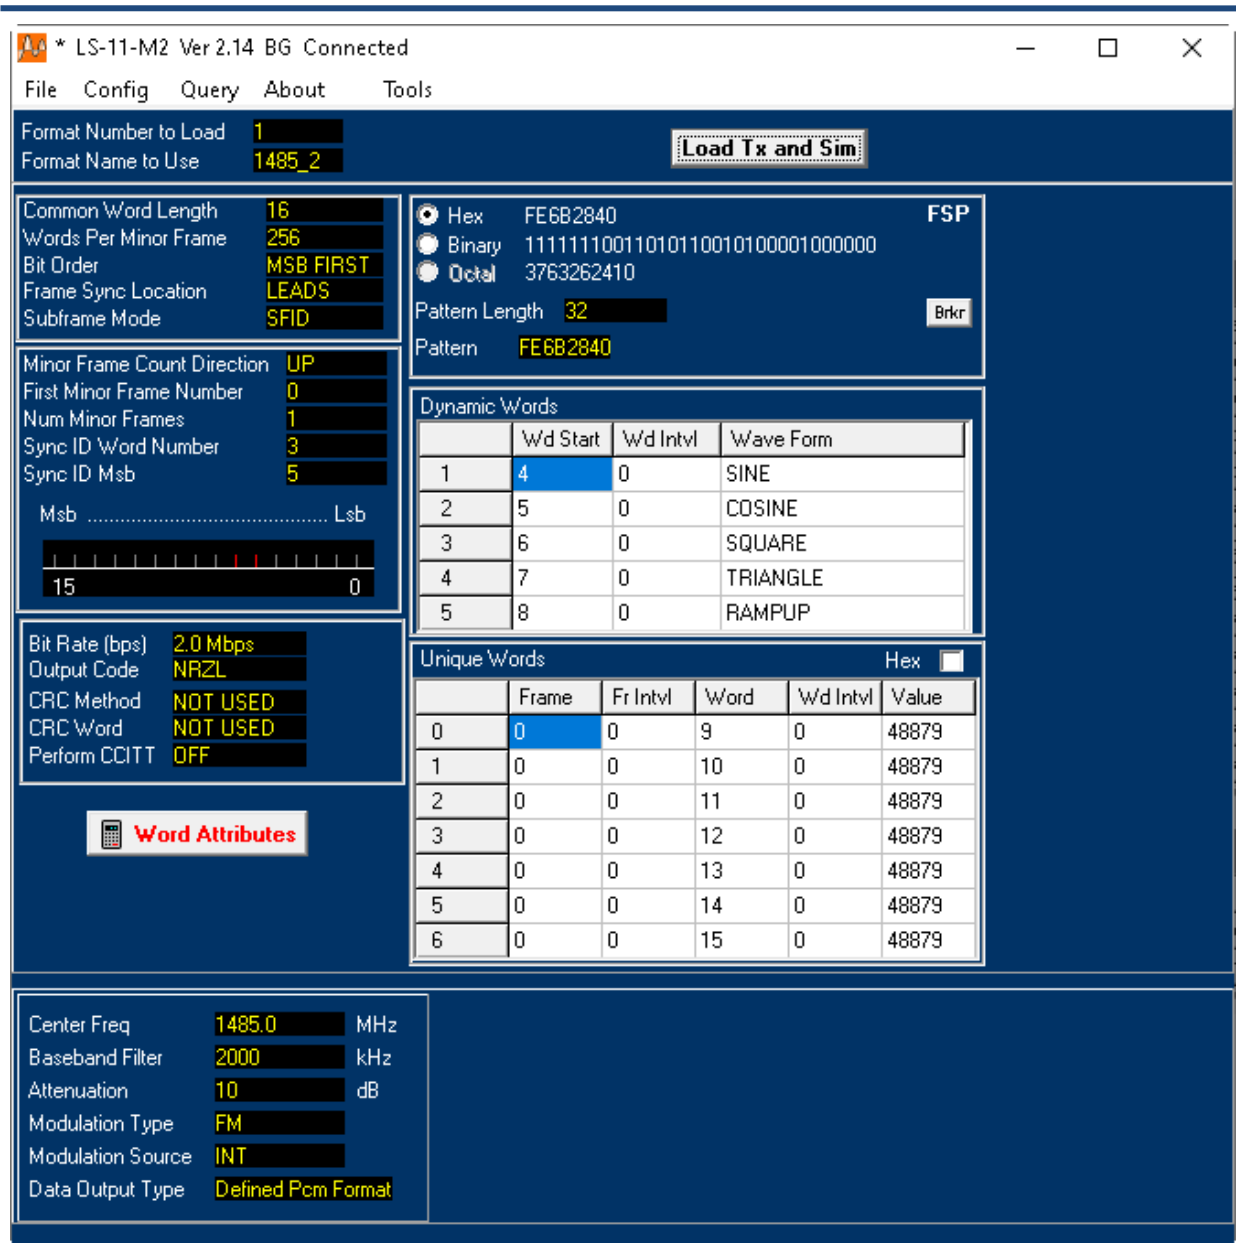 * LS-11-M2 Ver 2.14 BG Connected
File Config Query About Tools
Format Number to Load 1
Format Name to Use 1485_2
Load Tx and Sim
Common Word Length 16
Words Per Minor Frame 256
Bit Order MSB FIRST
Frame Sync Location LEADS
Subframe Mode SFID
Minor Frame Count Direction UP
First Minor Frame Number 0
Num Minor Frames 1
Sync ID Word Number 3
Sync ID Msb 5
Msb ............................................ Lsb
15 0
Bit Rate (bps) 2.0 Mbps
Output Code NRZL
CRC Method NOT USED
CRC Word NOT USED
Perform CCITT OFF
Word Attributes
Hex FE6B2840 FSP
Binary 11111110011010110010100001000000
Octal 3763262410
Pattern Length 32 Brkr
Pattern FE6B2840
Dynamic Words
Wd Start Wd Intvl Wave Form
1 4 0 SINE
2 5 0 COSINE
3 6 0 SQUARE
4 7 0 TRIANGLE
5 8 0 RAMPUP
Unique Words Hex
Frame Fr Intvl Word Wd Intvl Value
0 0 0 9 0 48879
1 0 0 10 0 48879
2 0 0 11 0 48879
3 0 0 12 0 48879
4 0 0 13 0 48879
5 0 0 14 0 48879
6 0 0 15 0 48879
Center Freq 1485.0 MHz
Baseband Filter 2000 kHz
Attenuation 10 dB
Modulation Type FM
Modulation Source INT
Data Output Type Defined Pcm Format